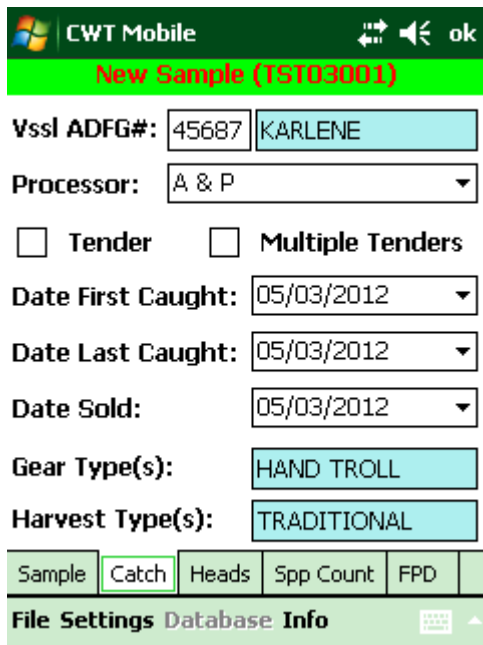 CWT Mobile ok
New Sample (TST03001)
Vssl ADFG#: 45687 KARLENE
Processor: A & P
Tender Multiple Tenders
Date First Caught: 05/03/2012
Date Last Caught: 05/03/2012
Date Sold: 05/03/2012
Gear Type(s): HAND TROLL
Harvest Type(s): TRADITIONAL
Sample Catch Heads Spp Count FPD
File Settings Database Info